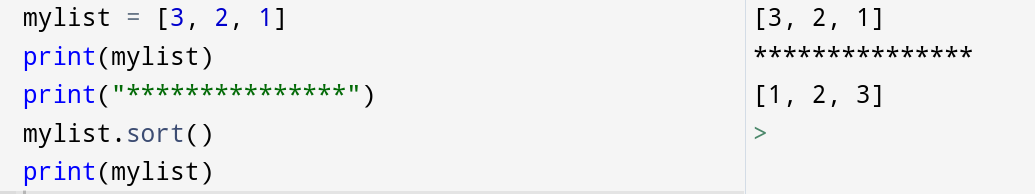 mylist = [3, 2, 1]
print(mylist)
print("***************")
mylist.sort()
print(mylist)
[3, 2, 1]
***************
[1, 2, 3]
>